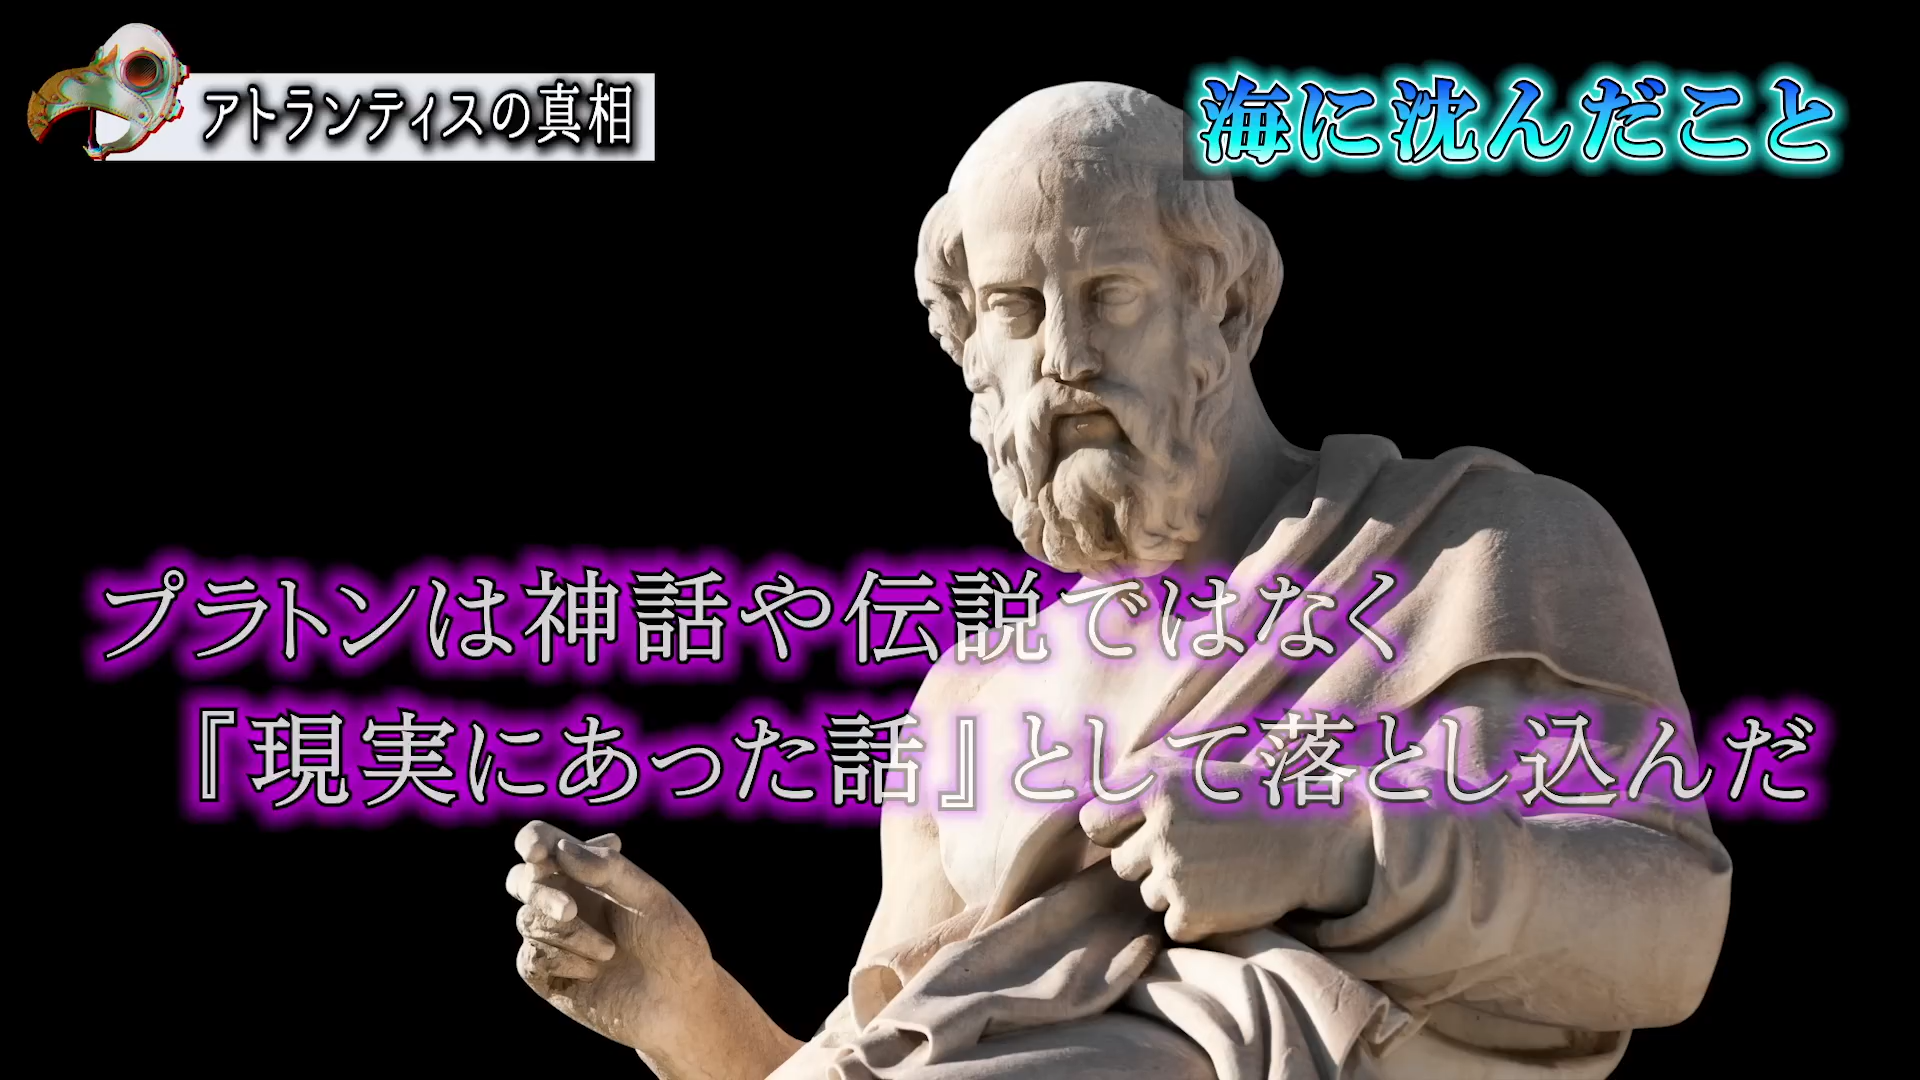 アトランティスの真相
海に沈んだこと
プラトンは神話や伝説ではなく
『現実にあった話』として落とし込んだ